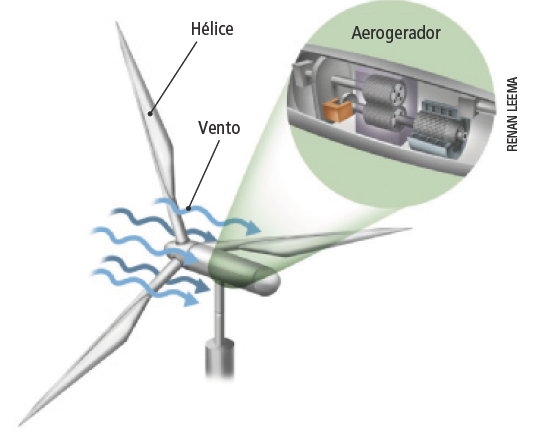 Hélice
Aerogerador
Vento
RENAN LEEMA